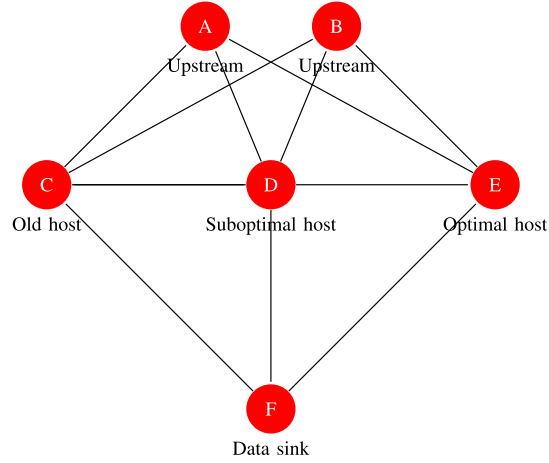 A
B
Upstream
Upstream
C
D
E
Old host
Suboptimal host
Optimal host
F
Data sink